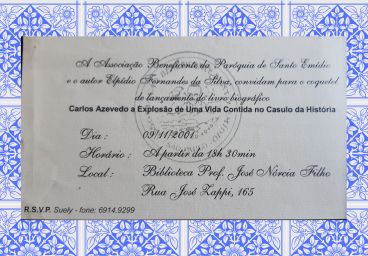 A Associação Beneficente da Paróquia de Santo Emídio
e o autor Elpídio Fernandes da Silva, convidam para o coquetel
de lançamento do livro biográfico
Carlos Azevedo a Explosão de Uma Vida Contida no Casulo da História
Dia : 09/11/2001
Horário : A partir da 18h 30min
Local : Biblioteca Prof. José Nórcia Filho
Rua José Zappi, 165
R.S.V.P. Suely - fone: 6914.9299